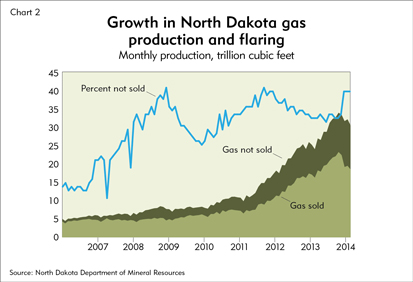 Chart 2
Growth in North Dakota gas
production and flaring
Monthly production, trillion cubic feet
45
40
35
30
25
20
15
10
5
0
Percent not sold
Gas not sold
Gas sold
2007 2008 2009 2010 2011 2012 2013 2014
Source: North Dakota Department of Mineral Resources